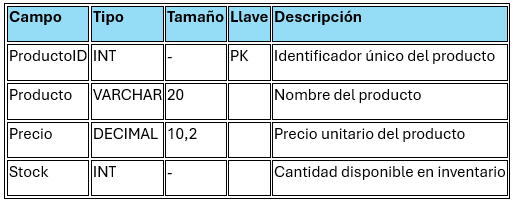 Campo Tipo Tamaño Llave Descripción
ProductoID INT - PK Identificador único del producto
Producto VARCHAR 20 Nombre del producto
Precio DECIMAL 10,2 Precio unitario del producto
Stock INT - Cantidad disponible en inventario